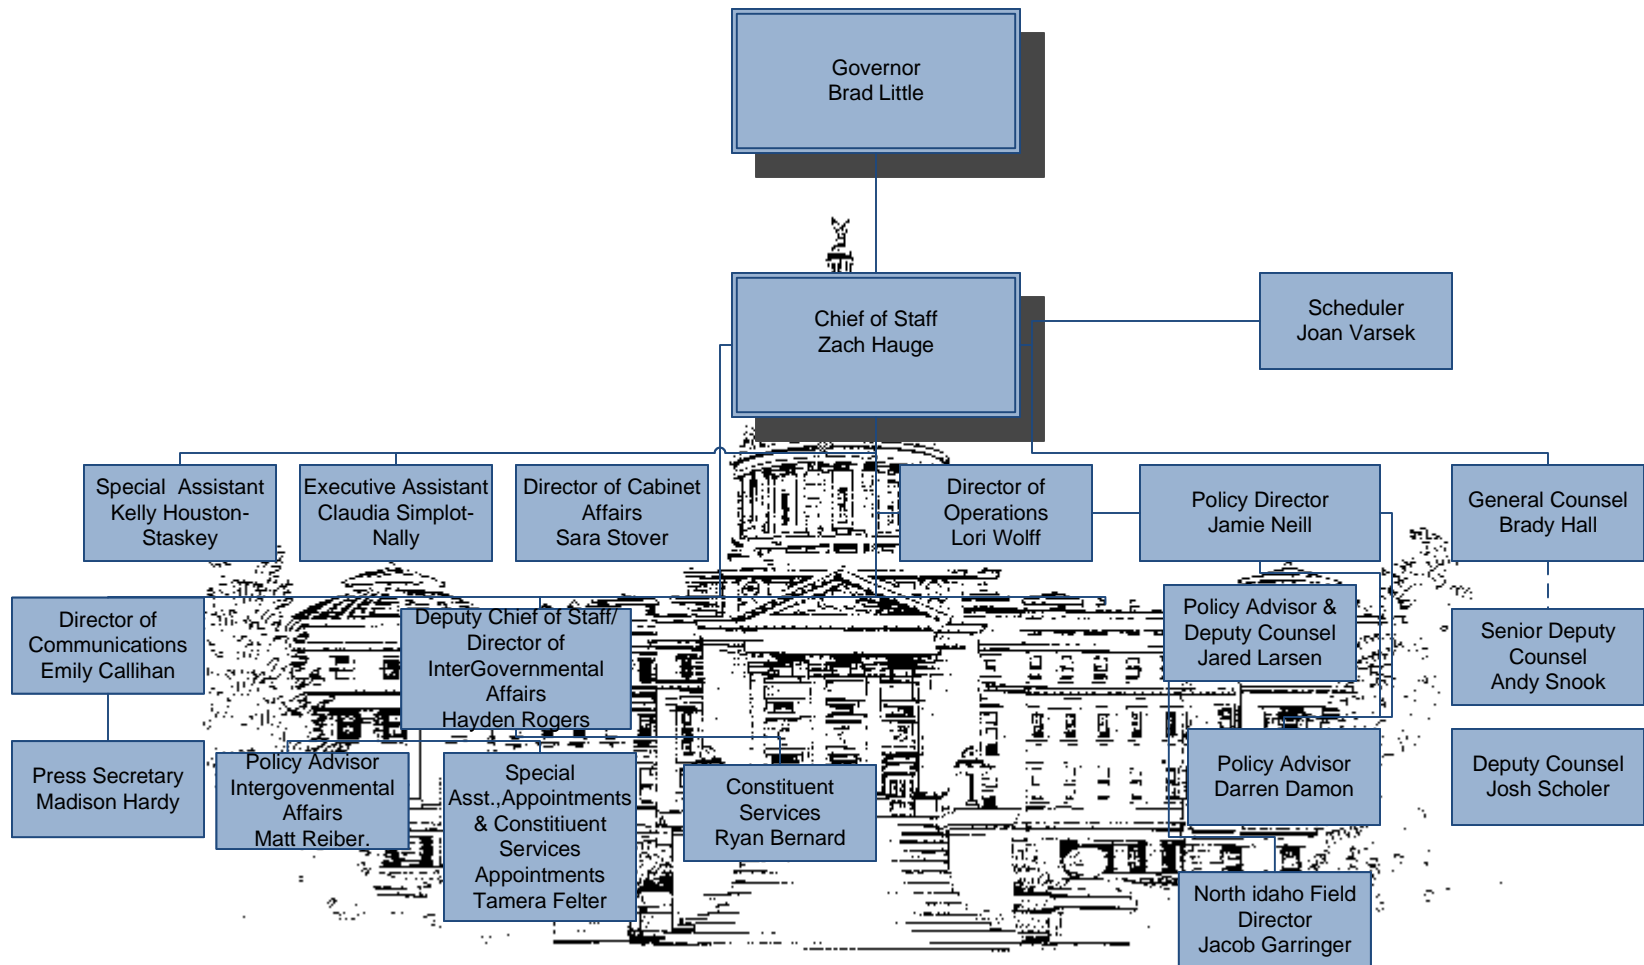 Governor
Brad Little
Chief of Staff
Zach Hauge
Scheduler
Joan Varsek
Special Assistant
Kelly Houston-
Staskey
Executive Assistant
Claudia Simplot-
Nally
Director of Cabinet
Affairs
Sara Stover
Director of
Operations
Lori Wolff
Policy Director
Jamie Neill
General Counsel
Brady Hall
Director of
Communications
Emily Callihan
Deputy Chief of Staff/
Director of
InterGovernmental
Affairs
Hayden Rogers
Policy Advisor &
Deputy Counsel
Jared Larsen
Senior Deputy
Counsel
Andy Snook
Press Secretary
Madison Hardy
Policy Advisor
Intergovenmental
Affairs
Matt Reiber.
Special
Asst.,Appointments
& Constitiuent
Services
Appointments
Tamera Felter
Constituent
Services
Ryan Bernard
Policy Advisor
Darren Damon
Deputy Counsel
Josh Scholer
North idaho Field
Director
Jacob Garringer